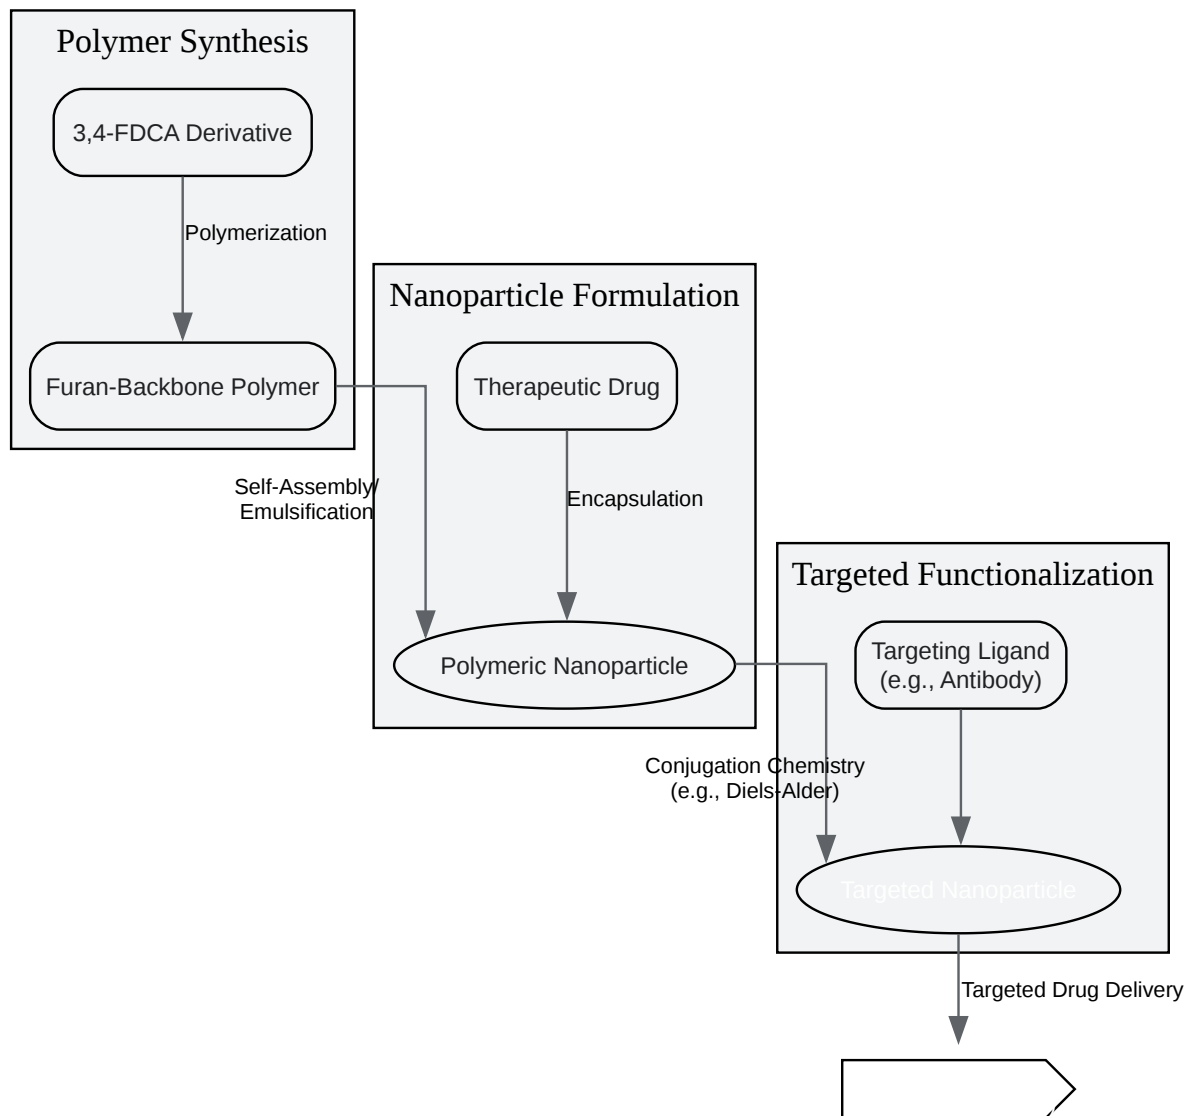 Polymer Synthesis
3,4-FDCA Derivative
Polymerization
Furan-Backbone Polymer
Nanoparticle Formulation
Therapeutic Drug
Self-Assembly/
Emulsification
Encapsulation
Polymeric Nanoparticle
Targeted Functionalization
Targeting Ligand
(e.g., Antibody)
Conjugation Chemistry
(e.g., Diels-Alder)
Targeted Nanoparticle
Targeted Drug Delivery